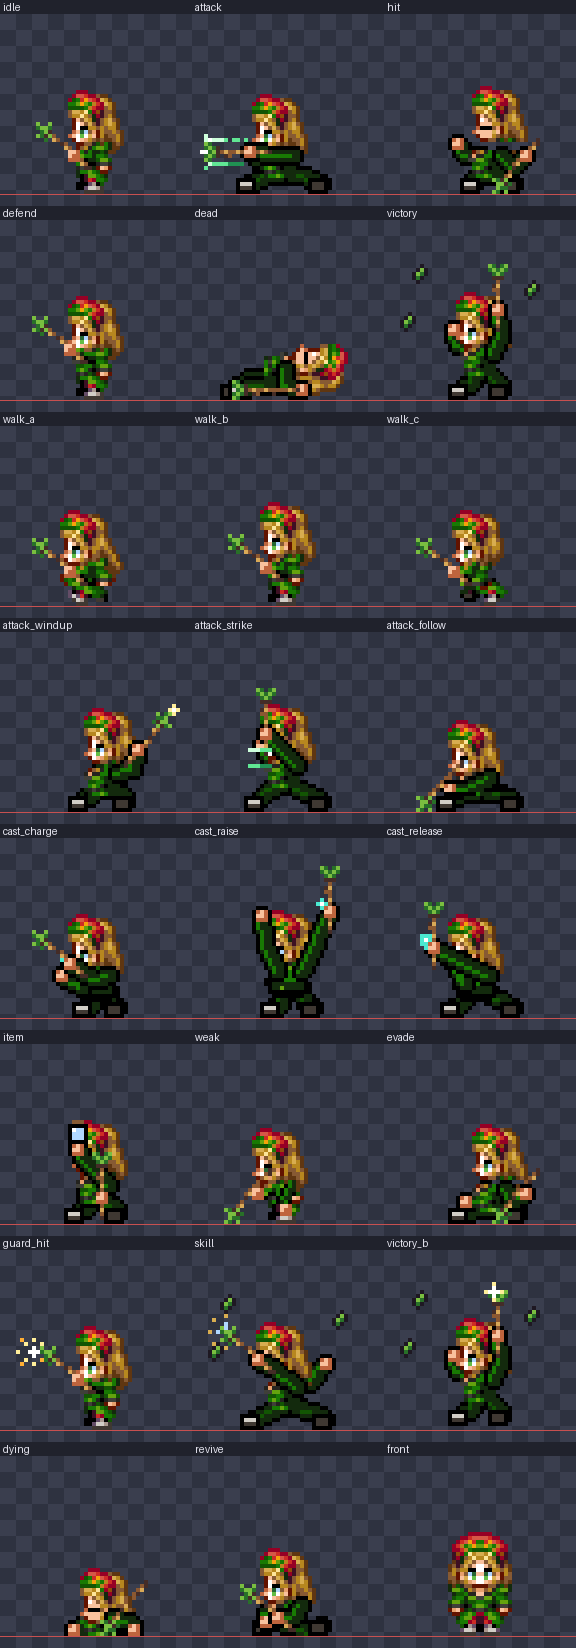 idle attack hit
defend dead victory
walk_a walk_b walk_c
attack_windup attack_strike attack_follow
cast_charge cast_raise cast_release
item weak evade
guard_hit skill victory_b
dying revive front